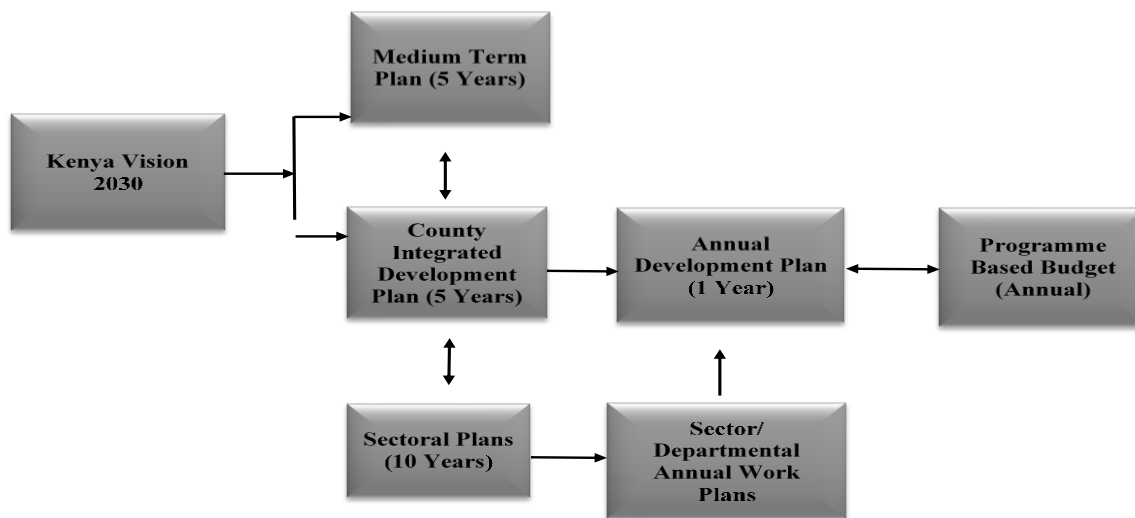 Medium Term
Plan (5 Years)
Kenya Vision
2030
County
Integrated
Development
Plan (5 Years)
Annual
Development Plan
(1 Year)
Programme
Based Budget
(Annual)
Sectoral Plans
(10 Years)
Sector/
Departmental
Annual Work
Plans